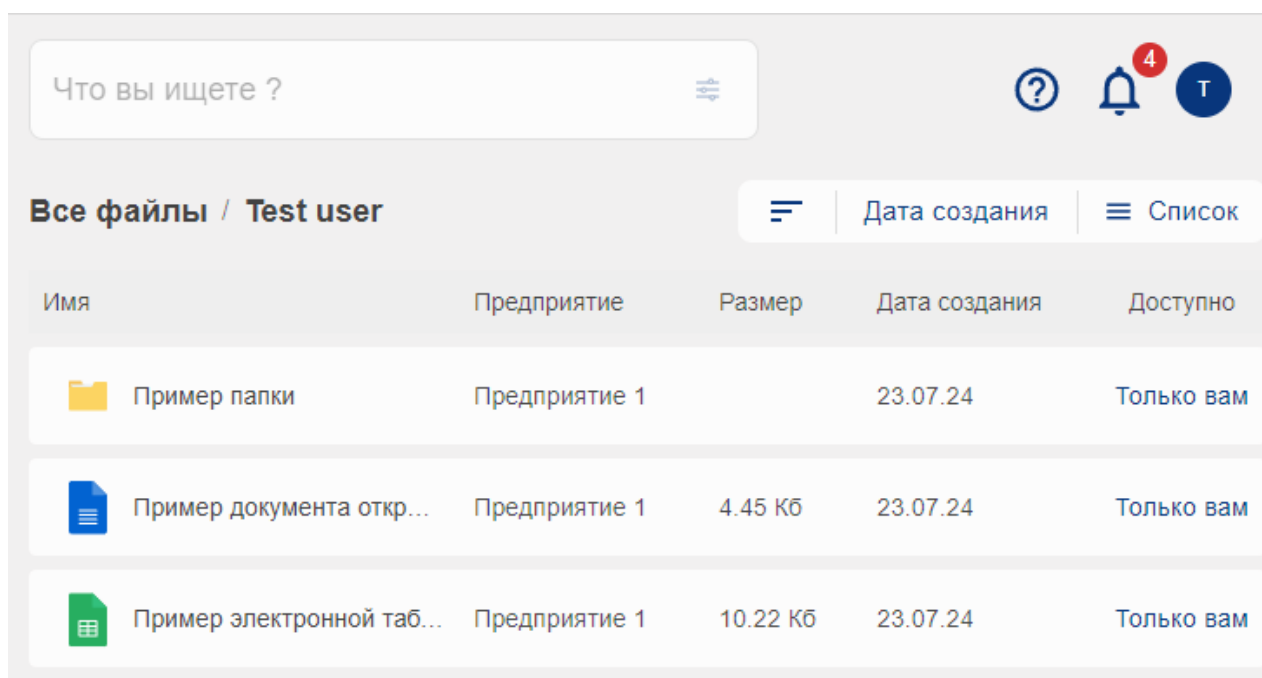 Что вы ищете ?
4
T
Все файлы / Test user
Дата создания
Список
Имя Предприятие Размер Дата создания Доступно
Пример папки Предприятие 1 23.07.24 Только вам
Пример документа откр... Предприятие 1 4.45 Кб 23.07.24 Только вам
Пример электронной таб... Предприятие 1 10.22 Кб 23.07.24 Только вам